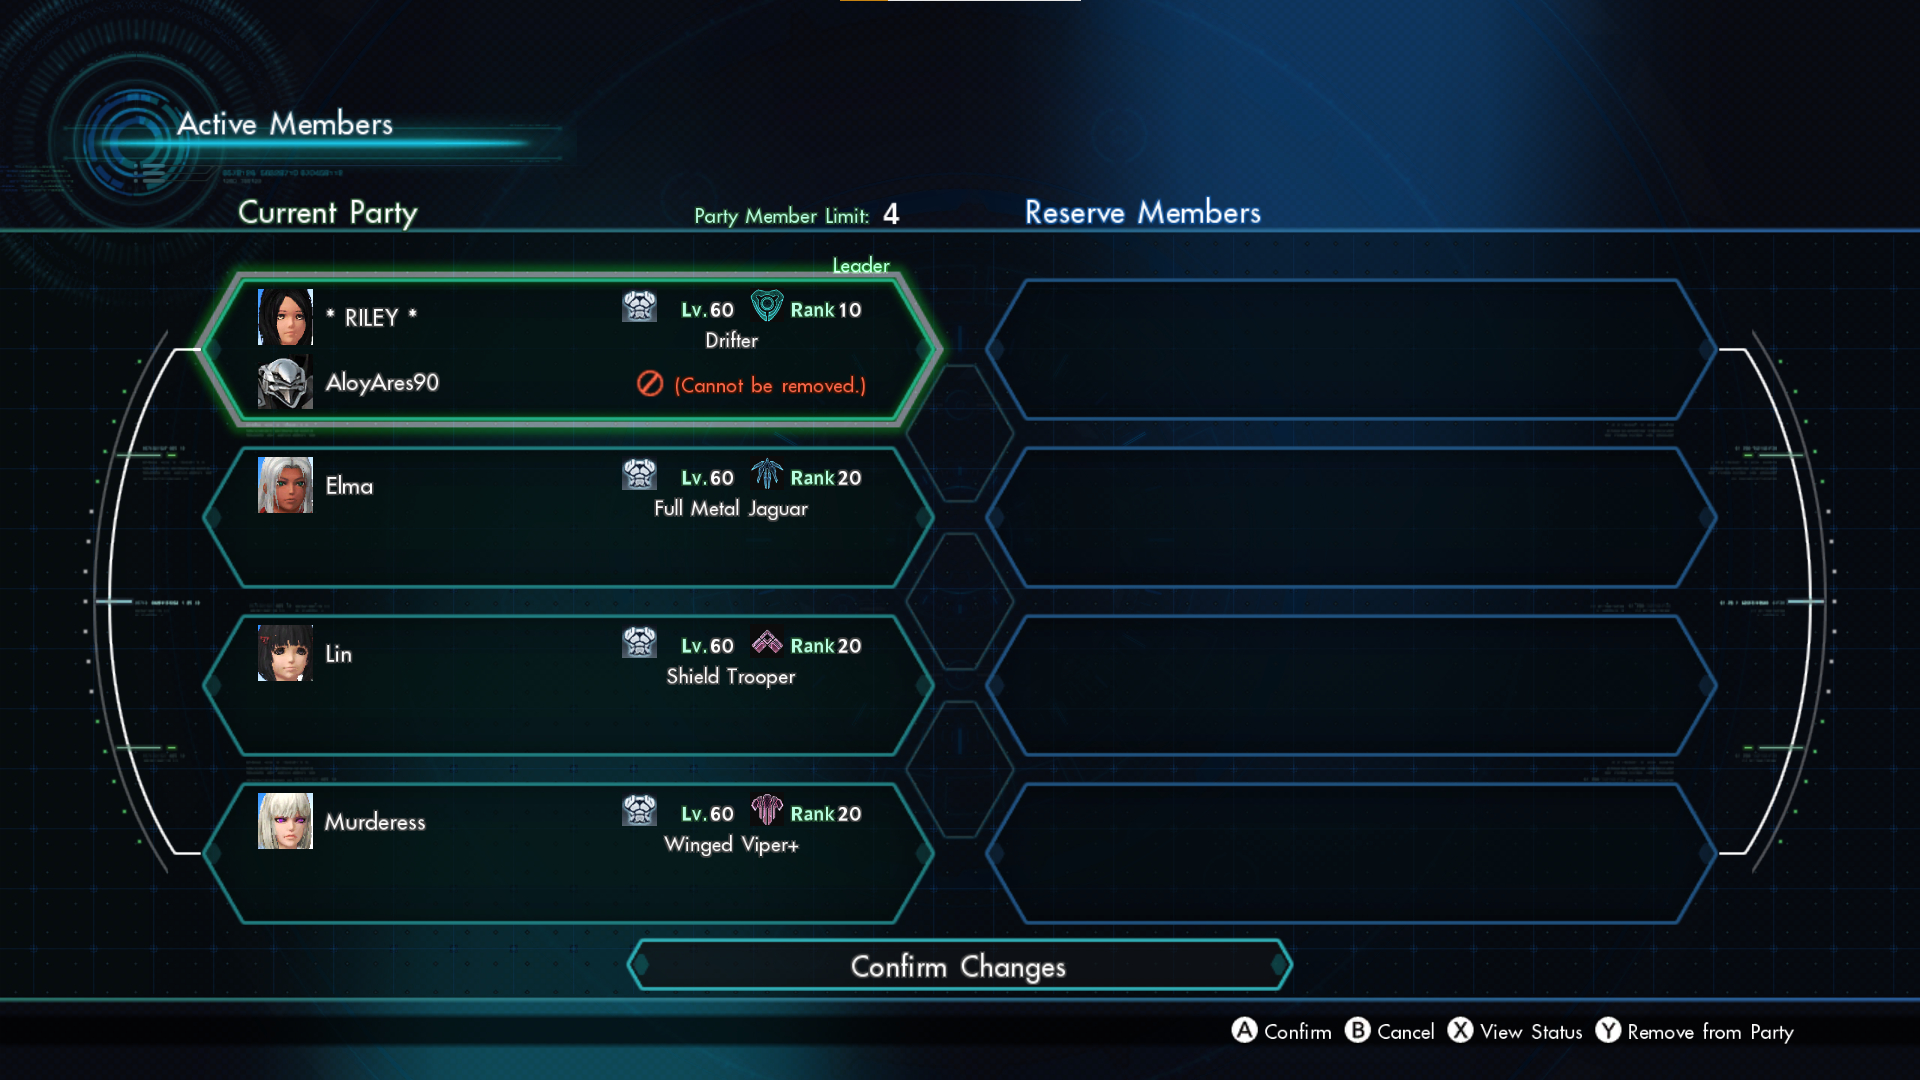 Active Members
Current Party
Party Member Limit: 4
Reserve Members
Leader
* RILEY *
Lv.60 Rank 10
Drifter
AloyAres90
(Cannot be removed.)
Elma
Lv.60 Rank 20
Full Metal Jaguar
Lin
Lv.60 Rank 20
Shield Trooper
Murderess
Lv.60 Rank 20
Winged Viper+
Confirm Changes
A Confirm B Cancel X View Status Y Remove from Party